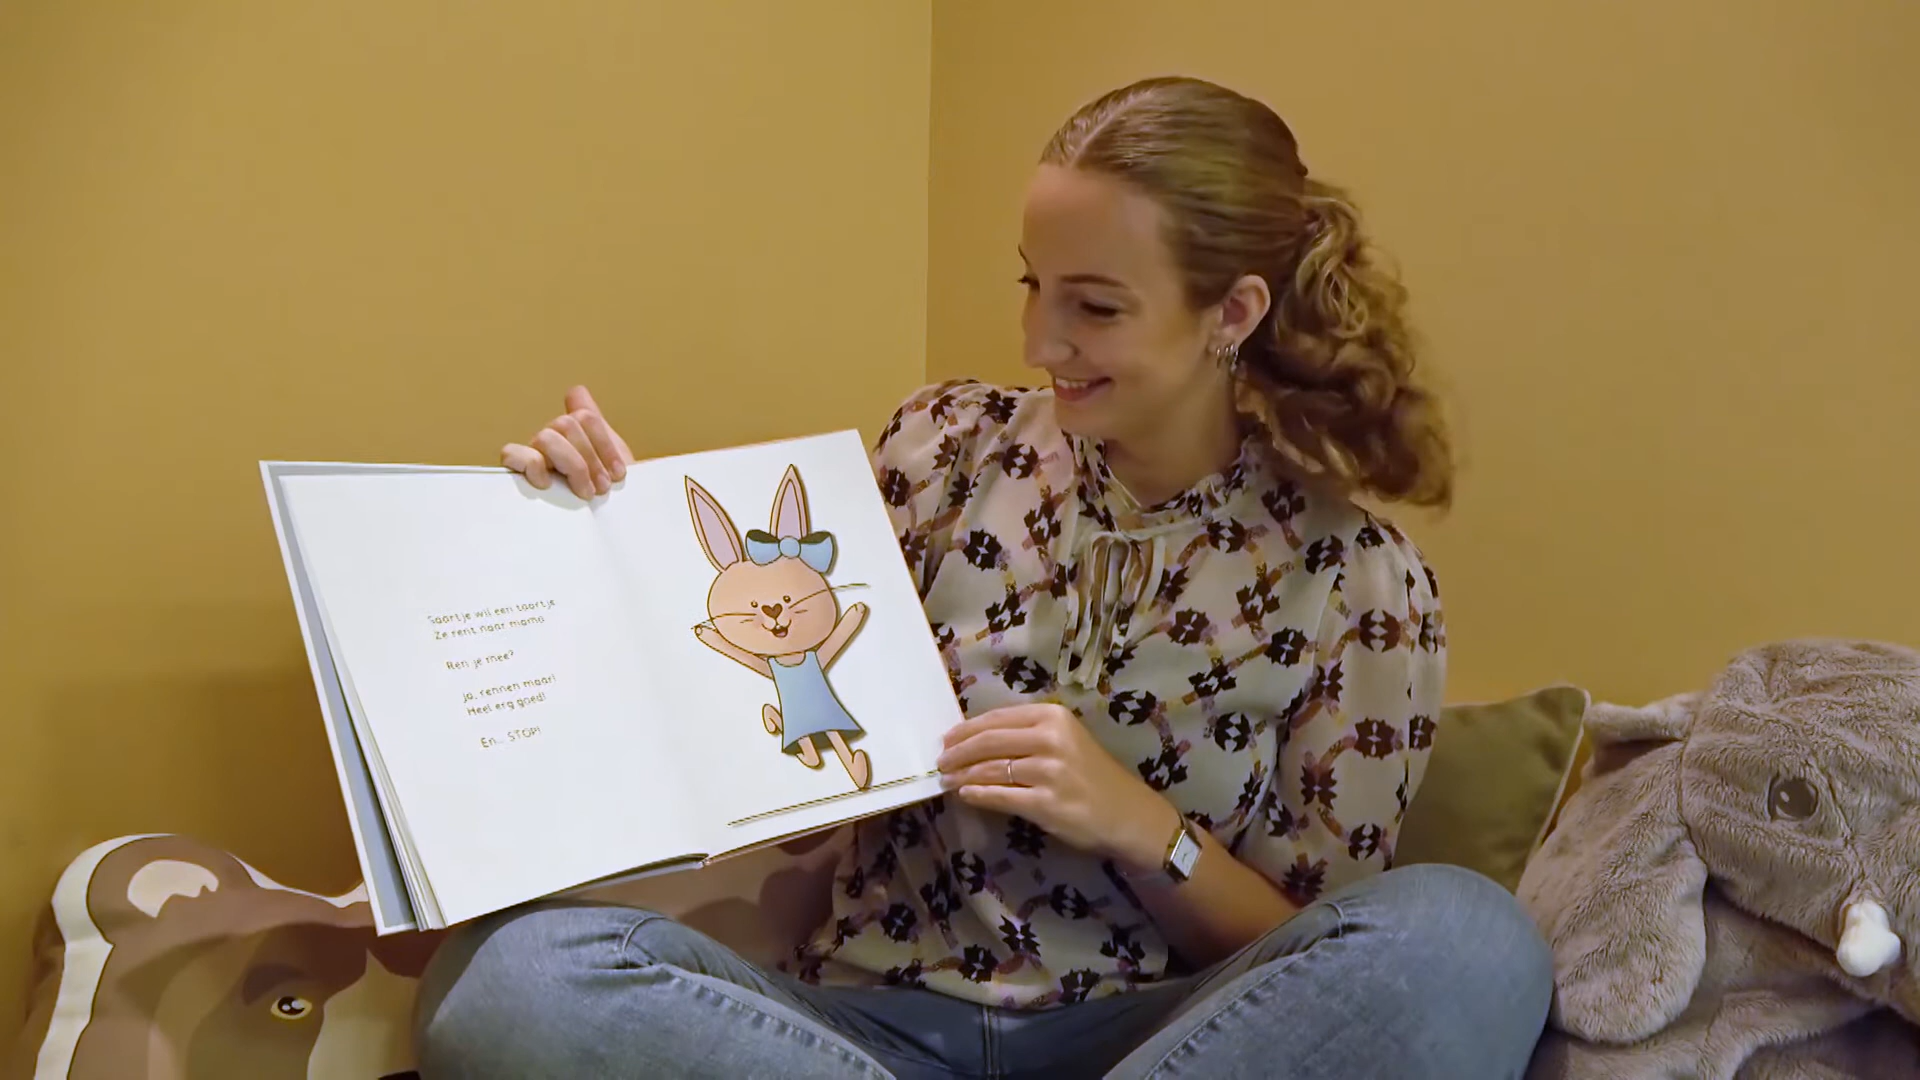 Saartje wil een taartje
Ze rent naar mama
Ren je mee?
Ja, rennen maar!
Heel erg goed!
En... STOP!